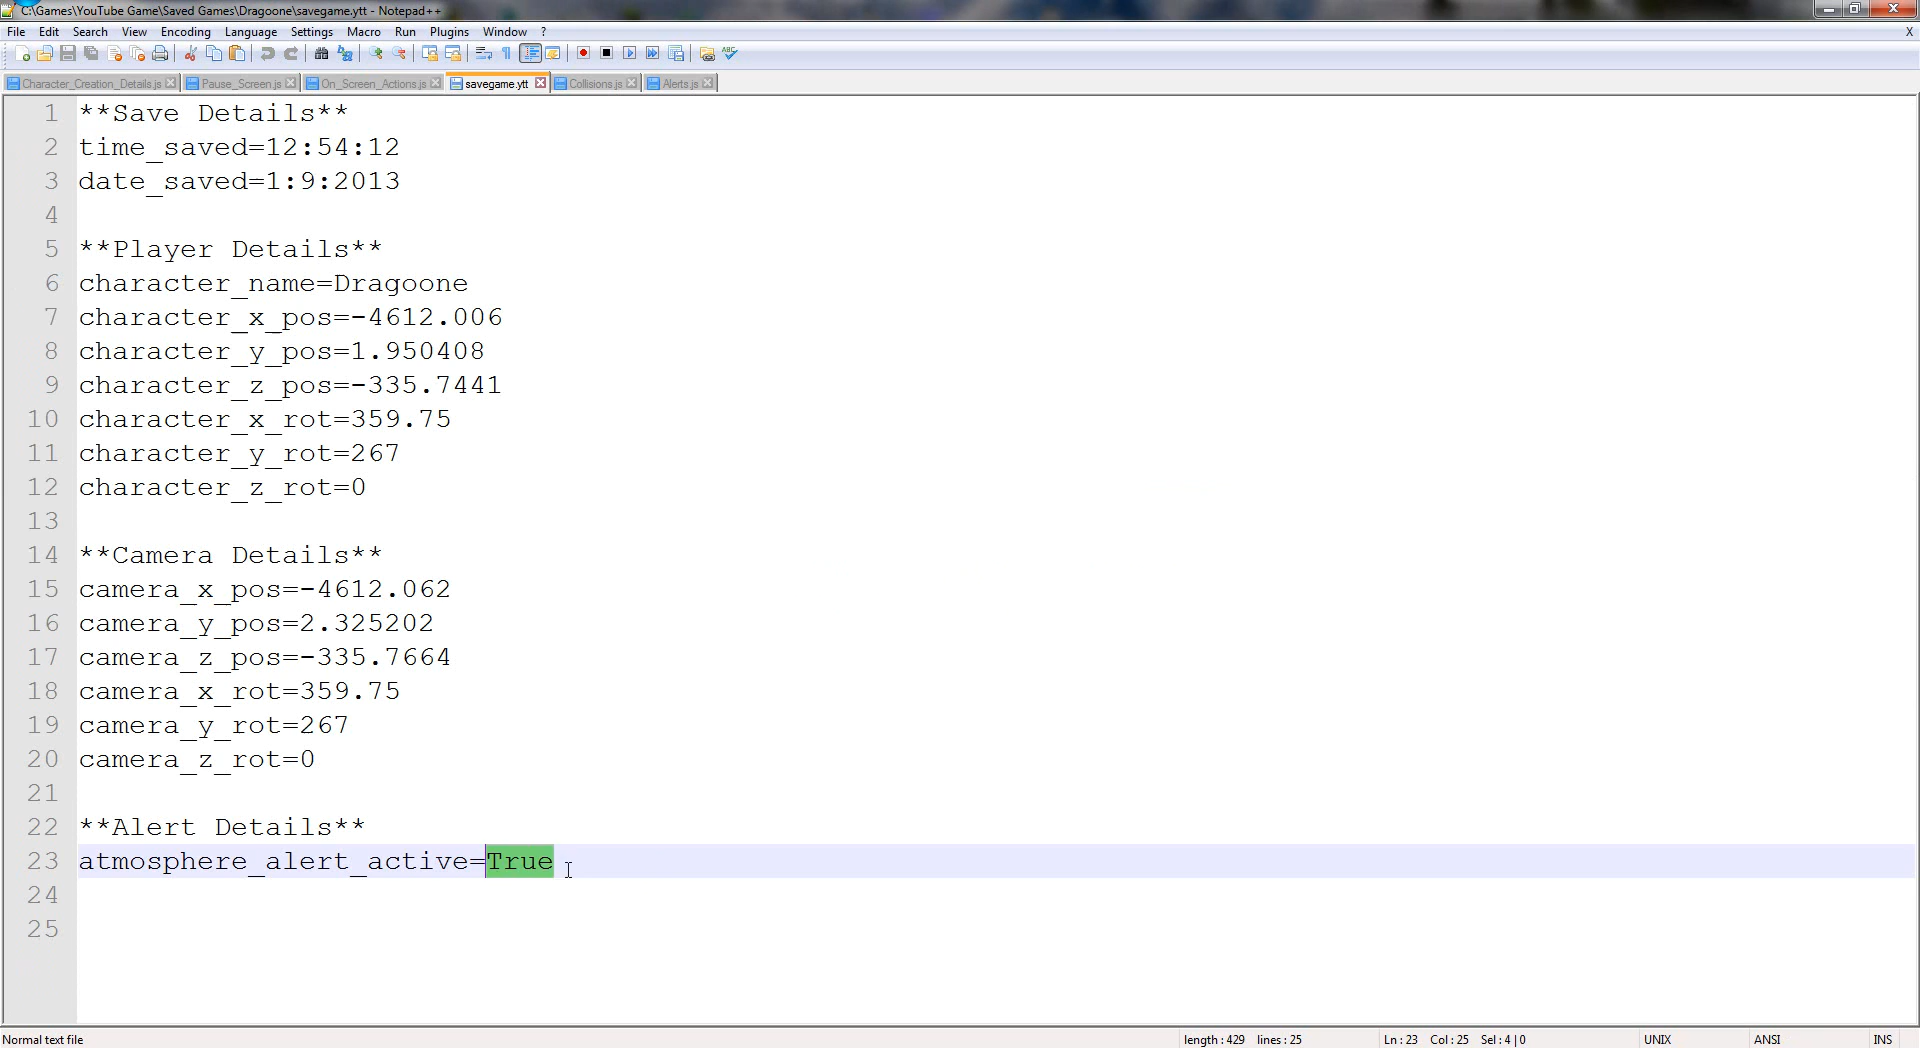 C:\Games\YouTube Game\Saved Games\Dragoone\savegame.ytt - Notepad++
File Edit Search View Encoding Language Settings Macro Run Plugins Window ? X
Character_Creation_Details.js Pause_Screen.js On_Screen_Actions.js savegame.ytt Collisions.js Alerts.js
1 **Save Details**
2 time_saved=12:54:12
3 date_saved=1:9:2013
4
5 **Player Details**
6 character_name=Dragoone
7 character_x_pos=-4612.006
8 character_y_pos=1.950408
9 character_z_pos=-335.7441
10 character_x_rot=359.75
11 character_y_rot=267
12 character_z_rot=0
13
14 **Camera Details**
15 camera_x_pos=-4612.062
16 camera_y_pos=2.325202
17 camera_z_pos=-335.7664
18 camera_x_rot=359.75
19 camera_y_rot=267
20 camera_z_rot=0
21
22 **Alert Details**
23 atmosphere_alert_active=True
24
25
Normal text file length : 429 lines : 25 Ln : 23 Col : 25 Sel : 4 | 0 UNIX ANSI INS